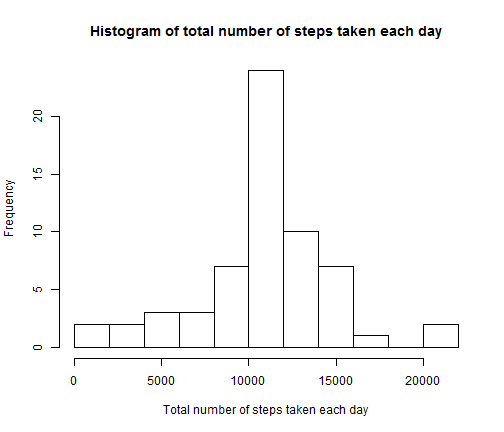 Histogram of total number of steps taken each day
Frequency
20
15
10
5
0
0 5000 10000 15000 20000
Total number of steps taken each day